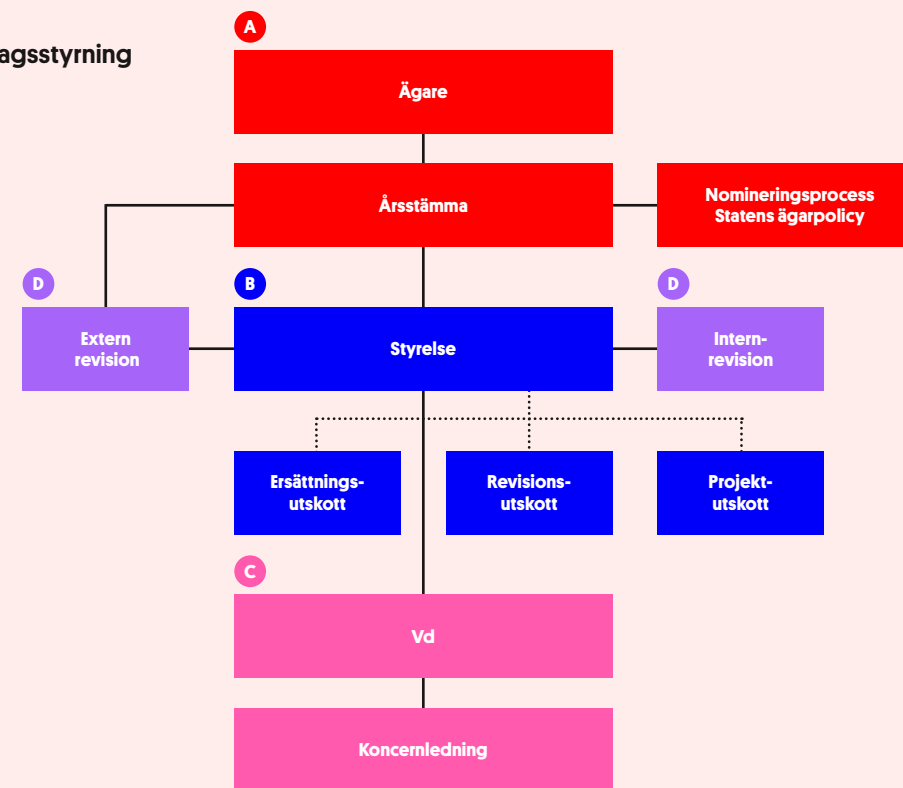 A
agsstyrning
Ägare
Årsstämma
Nomineringsprocess
Statens ägarpolicy
D
B
D
Extern
revision
Styrelse
Intern-
revision
Ersättnings-
utskott
Revisions-
utskott
Projekt-
utskott
C
Vd
Koncernledning